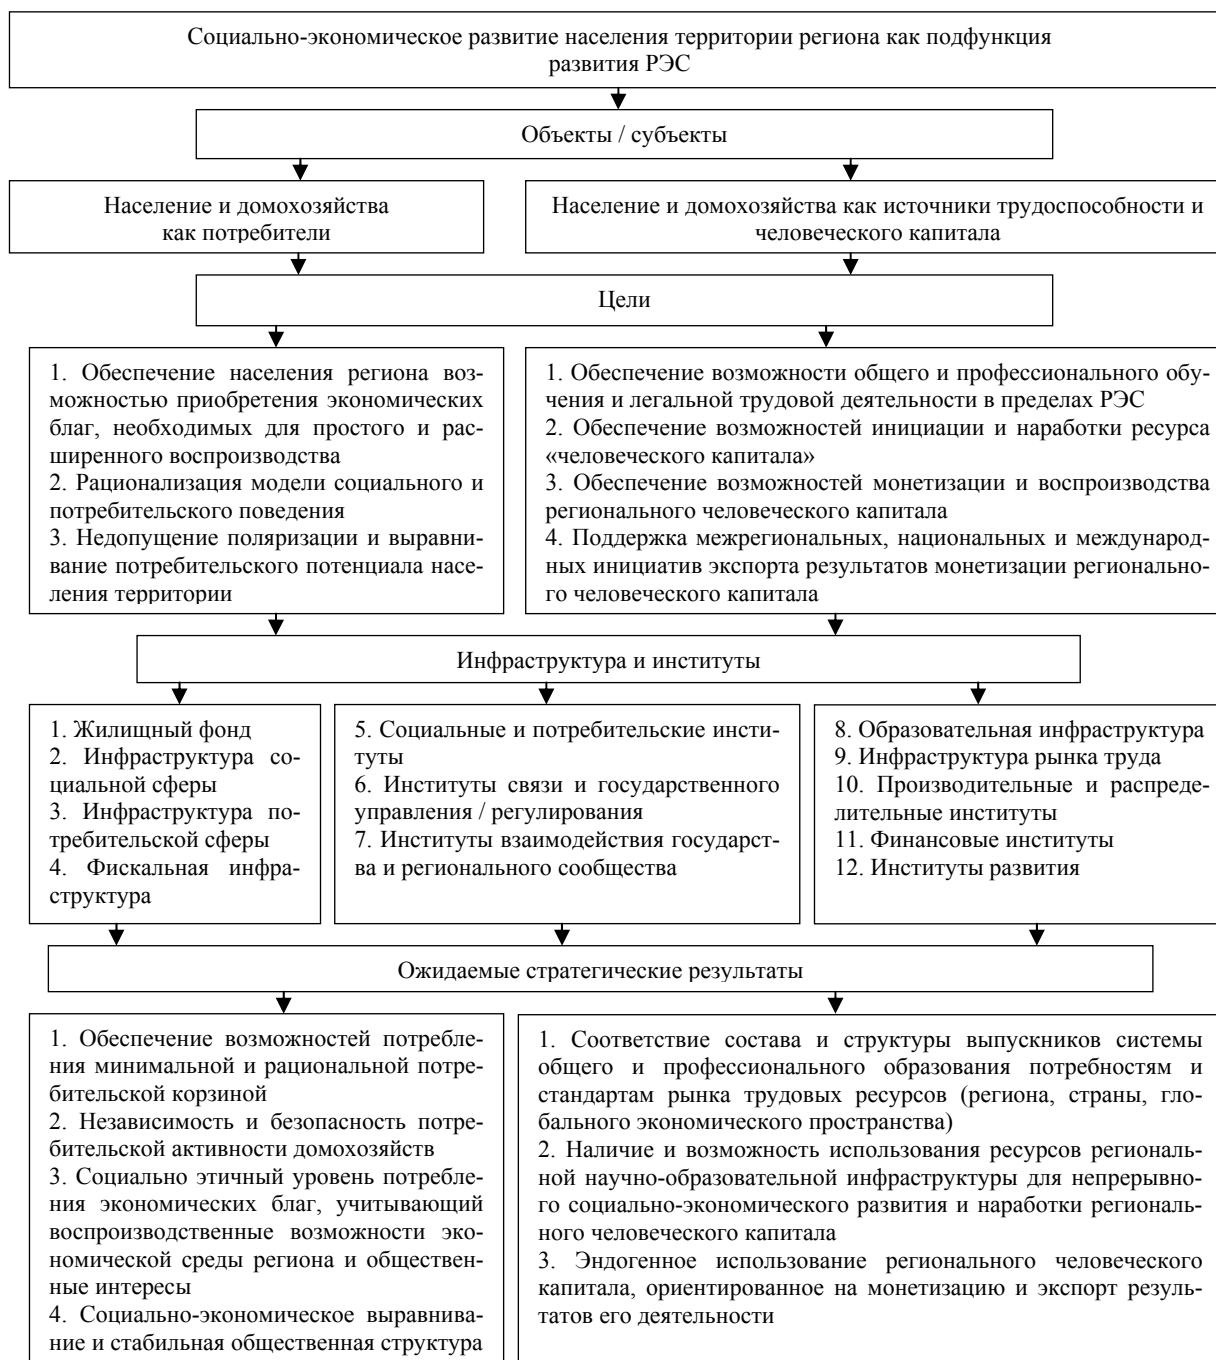 Социально-экономическое развитие населения территории региона как подфункция
развития РЭС
Объекты / субъекты
Население и домохозяйства
как потребители
Население и домохозяйства как источники трудоспособности и
человеческого капитала
Цели
1. Обеспечение населения региона воз-
можностью приобретения экономических
благ, необходимых для простого и рас-
ширенного воспроизводства
2. Рационализация модели социального и
потребительского поведения
3. Недопущение поляризации и выравни-
вание потребительского потенциала насе-
ления территории
1. Обеспечение возможности общего и профессионального обу-
чения и легальной трудовой деятельности в пределах РЭС
2. Обеспечение возможностей инициации и наработки ресурса
«человеческого капитала»
3. Обеспечение возможностей монетизации и воспроизводства
регионального человеческого капитала
4. Поддержка межрегиональных, национальных и международ-
ных инициатив экспорта результатов монетизации регионально-
го человеческого капитала
Инфраструктура и институты
1. Жилищный фонд
2. Инфраструктура со-
циальной сферы
3. Инфраструктура по-
требительской сферы
4. Фискальная инфра-
структура
5. Социальные и потребительские инсти-
туты
6. Институты связи и государственного
управления / регулирования
7. Институты взаимодействия государст-
ва и регионального сообщества
8. Образовательная инфраструктура
9. Инфраструктура рынка труда
10. Производительные и распреде-
лительные институты
11. Финансовые институты
12. Институты развития
Ожидаемые стратегические результаты
1. Обеспечение возможностей потребле-
ния минимальной и рациональной потре-
бительской корзиной
2. Независимость и безопасность потре-
бительской активности домохозяйств
3. Социально этичный уровень потребле-
ния экономических благ, учитывающий
воспроизводственные возможности эко-
номической среды региона и обществен-
ные интересы
4. Социально-экономическое выравнива-
ние и стабильная общественная структура
1. Соответствие состава и структуры выпускников системы
общего и профессионального образования потребностям и
стандартам рынка трудовых ресурсов (региона, страны, гло-
бального экономического пространства)
2. Наличие и возможность использования ресурсов региональ-
ной научно-образовательной инфраструктуры для непрерывно-
го социально-экономического развития и наработки регионально-
ного человеческого капитала
3. Эндогенное использование регионального человеческого
капитала, ориентированное на монетизацию и экспорт резуль-
татов его деятельности